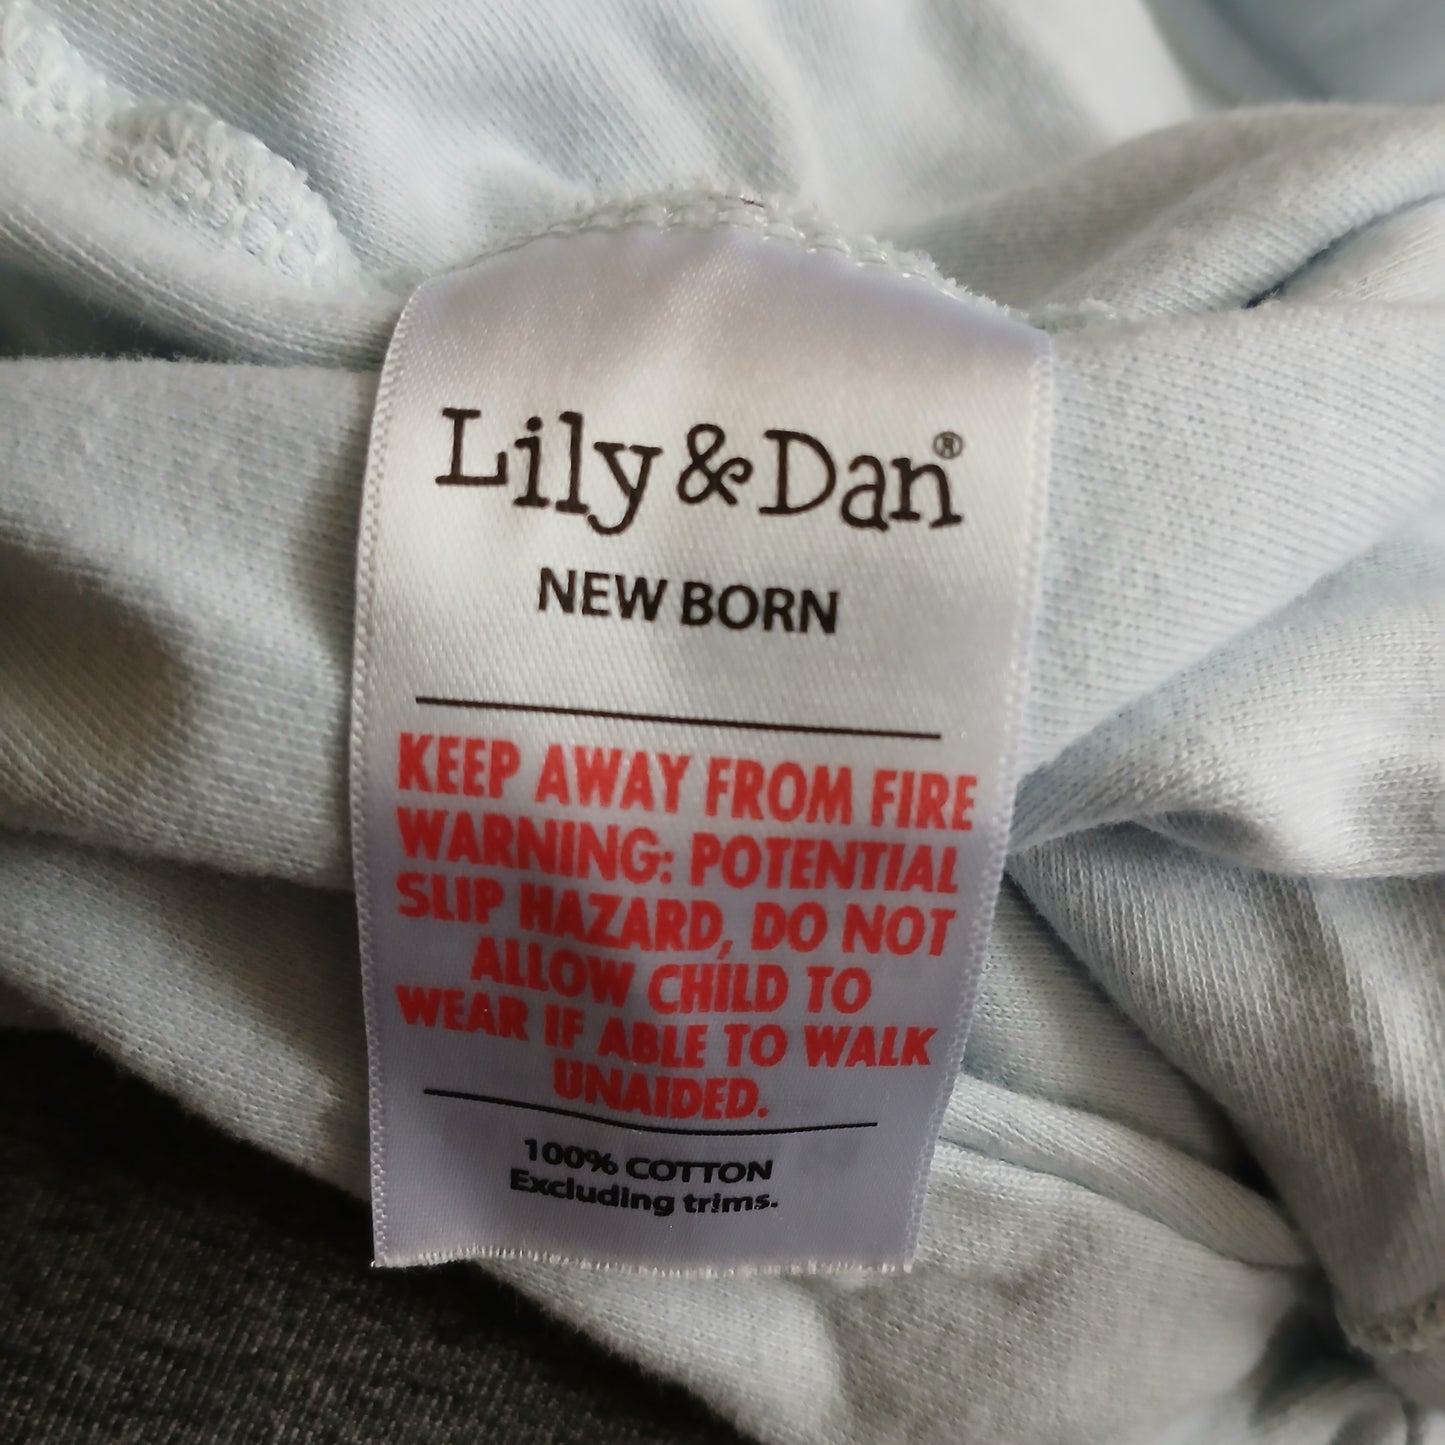 Lily & Dan®
NEW BORN
KEEP AWAY FROM FIRE
WARNING: POTENTIAL
SLIP HAZARD, DO NOT
ALLOW CHILD TO
WEAR IF ABLE TO WALK
UNAIDED.
100% COTTON
Excluding trims.